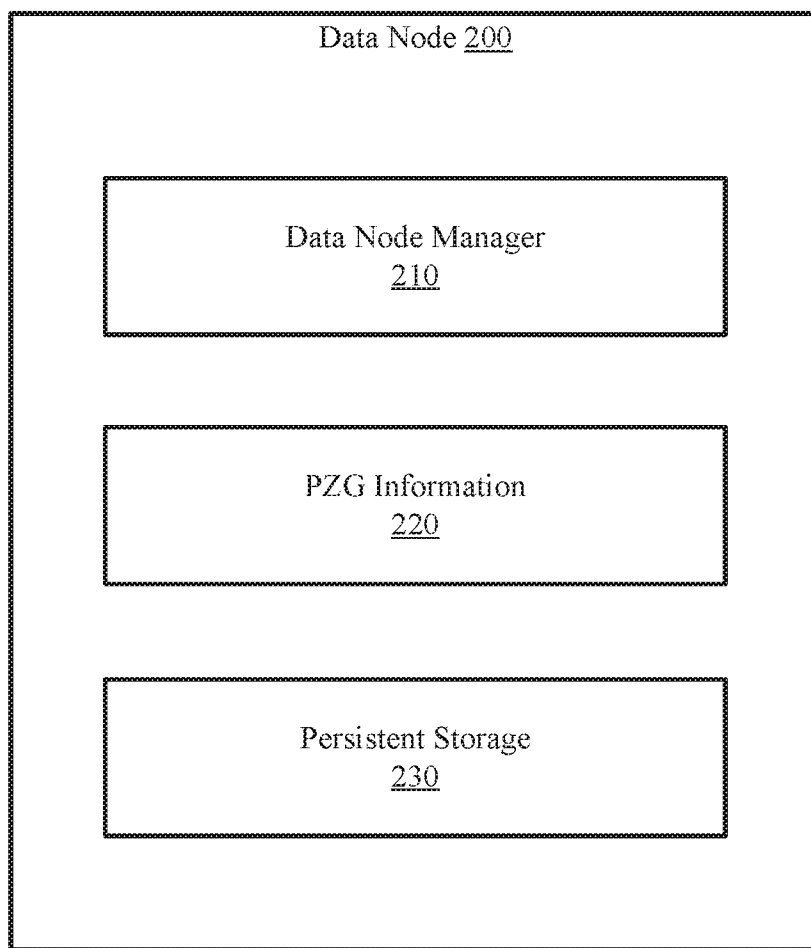 Data Node 200
Data Node Manager
210
PZG Information
220
Persistent Storage
230